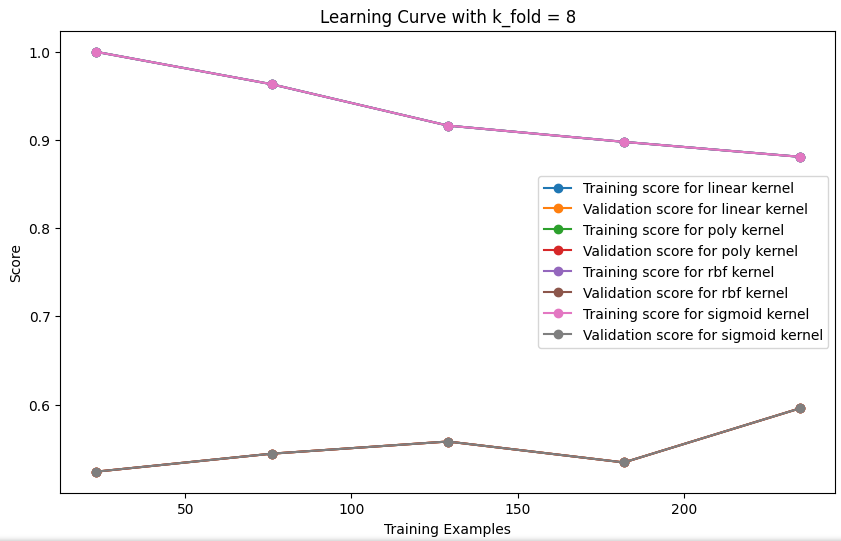 Learning Curve with k_fold = 8
1.0
0.9
0.8
0.7
0.6
Score
Training score for linear kernel
Validation score for linear kernel
Training score for poly kernel
Validation score for poly kernel
Training score for rbf kernel
Validation score for rbf kernel
Training score for sigmoid kernel
Validation score for sigmoid kernel
50 100 150 200
Training Examples